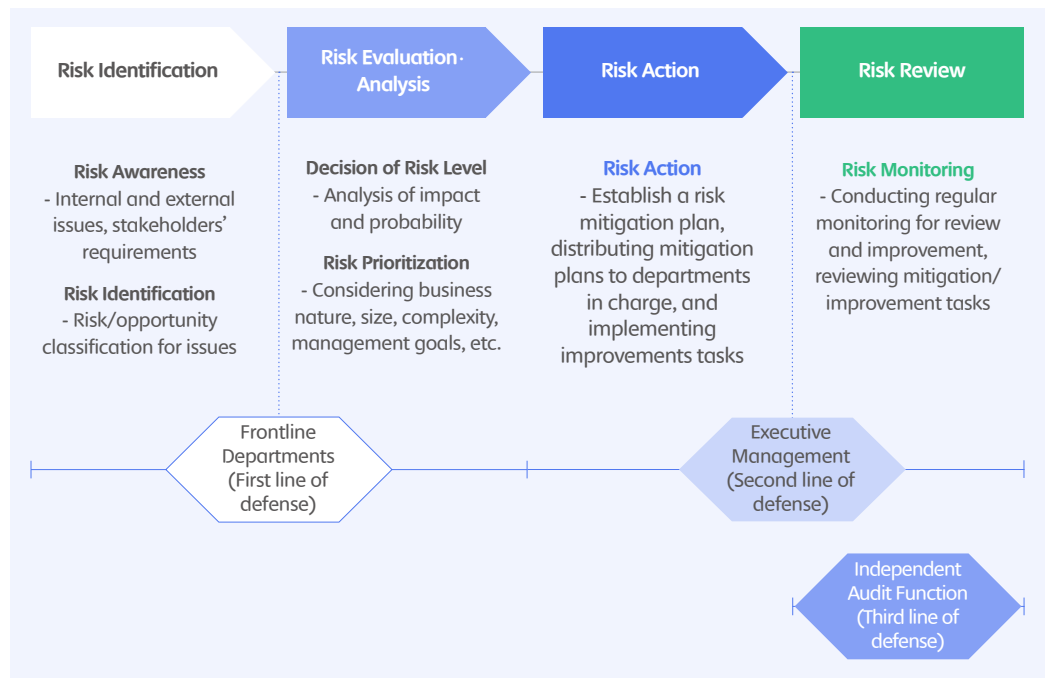 Risk Identification
Risk Evaluation·
Analysis
Risk Action
Risk Review
Risk Awareness
- Internal and external
issues, stakeholders’
requirements
Risk Identification
- Risk/opportunity
classification for issues
Decision of Risk Level
- Analysis of impact
and probability
Risk Prioritization
- Considering business
nature, size, complexity,
management goals, etc.
Risk Action
- Establish a risk
mitigation plan,
distributing mitigation
plans to departments
in charge, and
implementing
improvements tasks
Risk Monitoring
- Conducting regular
monitoring for review
and improvement,
reviewing mitigation/
improvement tasks
Frontline
Departments
(First line of
defense)
Executive
Management
(Second line of
defense)
Independent
Audit Function
(Third line of
defense)